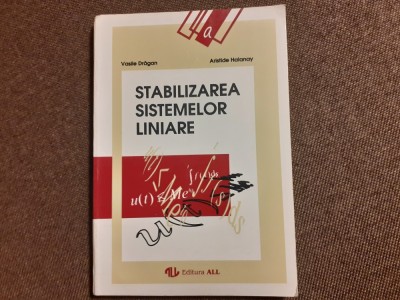 a
Vasile Drăgan
Aristide Halanay
STABILIZAREA
SISTEMELOR
LINIARE
Editura ALL